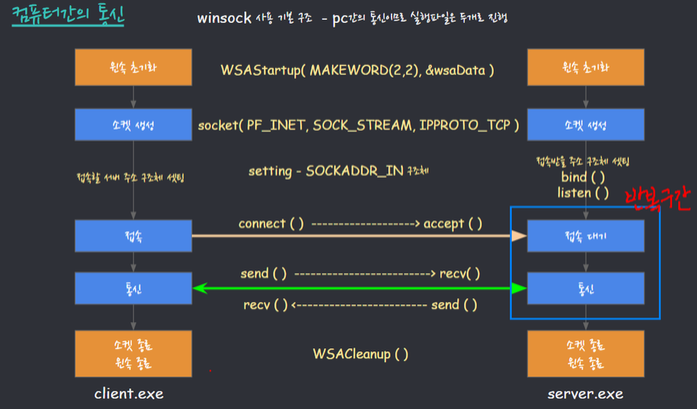 컴퓨터간의 통신
winsock 사용 기본 구조 - pc간의 통신이므로 실행파일은 두개로 진행
윈속 초기화
WSAStartup( MAKEWORD(2,2), &wsaData )
윈속 초기화
소켓 생성
socket( PF_INET, SOCK_STREAM, IPPROTO_TCP )
소켓 생성
접속할 서버 주소 구조체 셋팅
setting - SOCKADDR_IN 구조체
접속받을 주소 구조체 셋팅
bind ( )
listen ( )
반복구간
접속
connect ( ) -------------------> accept ( )
접속 대기
통신
send ( ) -------------------------> recv( )
recv ( ) <------------------------ send ( )
통신
소켓 종료
윈속 종료
WSACleanup ( )
소켓 종료
윈속 종료
client.exe
server.exe